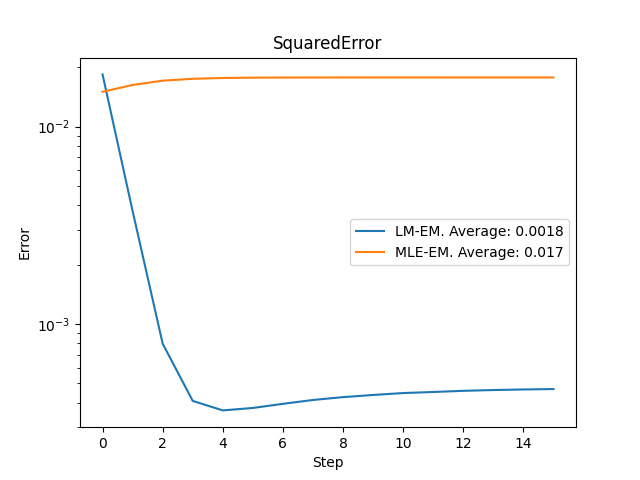 SquaredError
Error
10⁻²
10⁻³
LM-EM. Average: 0.0018
MLE-EM. Average: 0.017
0 2 4 6 8 10 12 14
Step